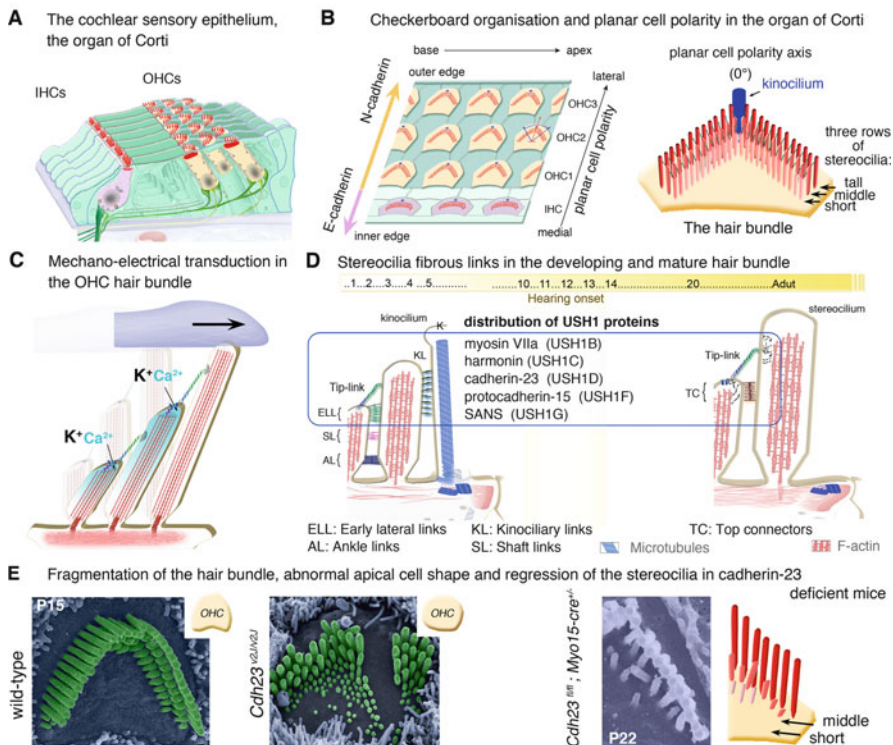 A The cochlear sensory epithelium,
the organ of Corti
IHCs
OHCs
B Checkerboard organisation and planar cell polarity in the organ of Corti
base
apex
outer edge
lateral
N-cadherin
E-cadherin
OHC3
OHC2
OHC1
IHC
planar cell polarity
inner edge
medial
planar cell polarity axis
(0°)
kinocilium
three rows
of
stereocilia:
tall
middle
short
The hair bundle
C Mechano-electrical transduction in
the OHC hair bundle
K+ Ca2+
K+ Ca2+
D Stereocilia fibrous links in the developing and mature hair bundle
..1...2....3.....4 ...5........... .........10...11...12....13...14 ....................20................Adut
Hearing onset
kinocilium
K
distribution of USH1 proteins
myosin VIIa (USH1B)
harmonin (USH1C)
cadherin-23 (USH1D)
protocadherin-15 (USH1F)
SANS (USH1G)
KL
Tip-link
ELL
SL
AL
stereocilium
Tip-link
TC
ELL: Early lateral links
KL: Kinociliary links
TC: Top connectors
AL: Ankle links
SL: Shaft links
Microtubules
F-actin
E Fragmentation of the hair bundle, abnormal apical cell shape and regression of the stereocilia in cadherin-23
deficient mice
wild-type
P15
OHC
Cdh23 v2J/v2J
OHC
Cdh23 fl/fl ; Myo15-cre+/-
P22
middle
short